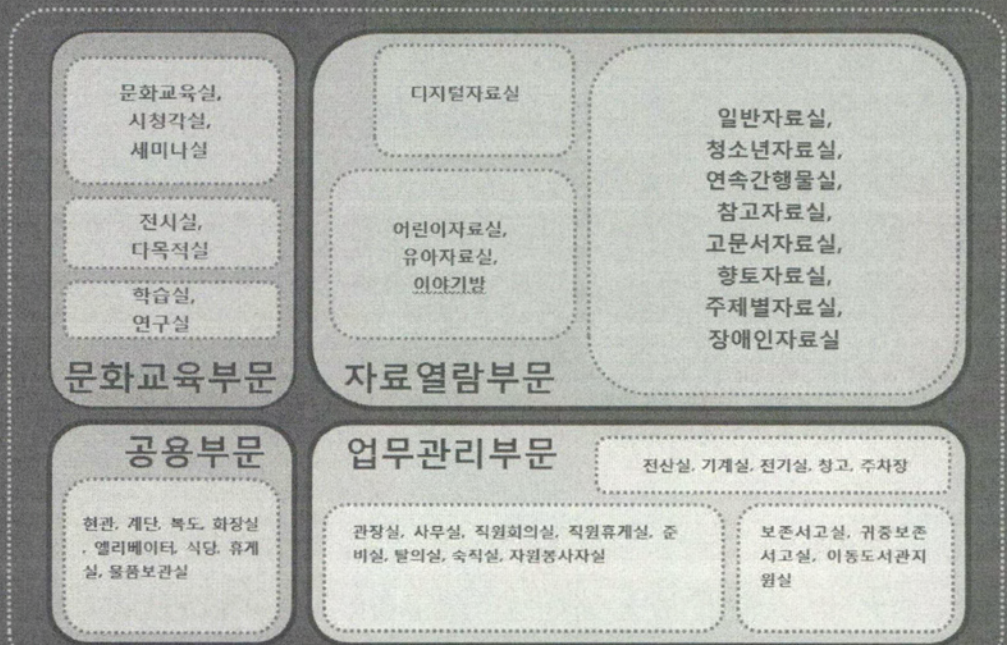 문화교육실,
시청각실,
세미나실
전시실,
다목적실
학습실,
연구실
문화교육부문
디지털자료실
어린이자료실,
유아자료실,
이야기방
일반자료실,
청소년자료실,
연속간행물실,
참고자료실,
고문서자료실,
향토자료실,
주제별자료실,
장애인자료실
자료열람부문
공용부문
현관, 계단, 복도, 화장실
, 엘리베이터, 식당, 휴게
실, 물품보관실
업무관리부문
전산실, 기계실, 전기실, 창고, 주차장
관장실, 사무실, 직원회의실, 직원휴게실, 준
비실, 탈의실, 숙직실, 자원봉사자실
보존서고실, 귀중보존
서고실, 이동도서관지
원실